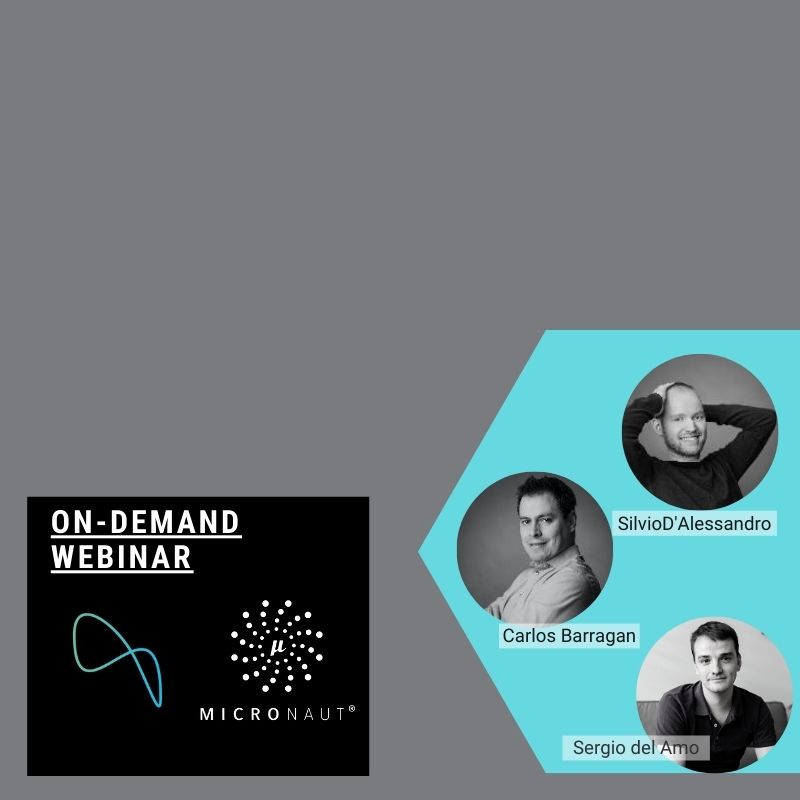 ON-DEMAND
WEBINAR
μ
MICRONAUT®
SilvioD'Alessandro
Carlos Barragan
Sergio del Amo